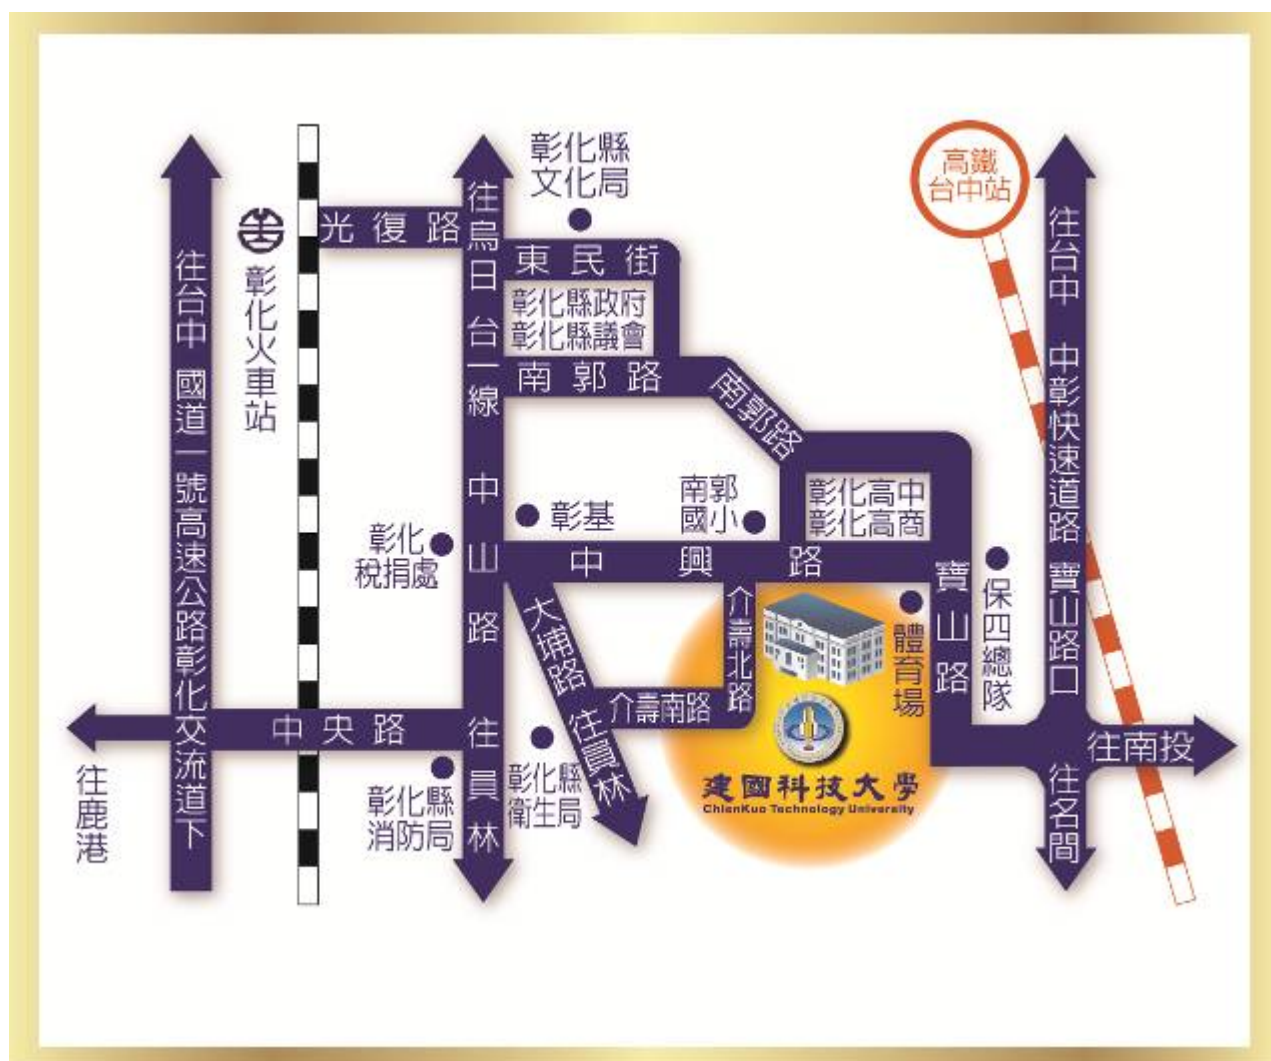 彰化縣
文化局
高鐵
台中站
光復路
往烏日 台一線 中山路 往員林
東民街
彰化縣政府
彰化縣議會
南郭路
南郭路
往台中 國道一號高速公路彰化交流道下
彰化火車站
往台中 中彰快速道路 寶山路口
彰基
南郭
國小
彰化高中
彰化高商
彰化
稅捐處
中興路
大埔路 往員林
介壽北路
介壽南路
體育場
寶山路
保四總隊
中央路
往鹿港
彰化縣
消防局
彰化縣
衛生局
建國科技大學
ChienKuo Technology University
往南投
往名間